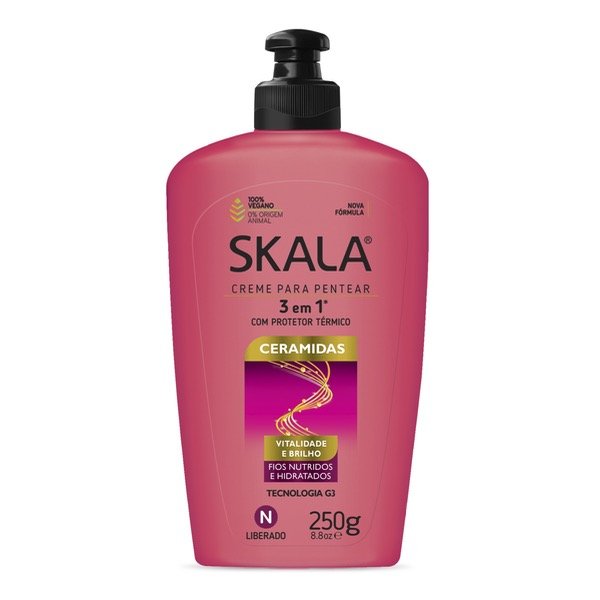 100%
VEGANO
0% ORIGEM
ANIMAL
NOVA
FÓRMULA
SKALA®
CREME PARA PENTEAR
3 em 1*
COM PROTETOR TÉRMICO
CERAMIDAS
VITALIDADE
E BRILHO
FIOS NUTRIDOS
E HIDRATADOS
TECNOLOGIA G3
N
LIBERADO
250g
8.8oz℮